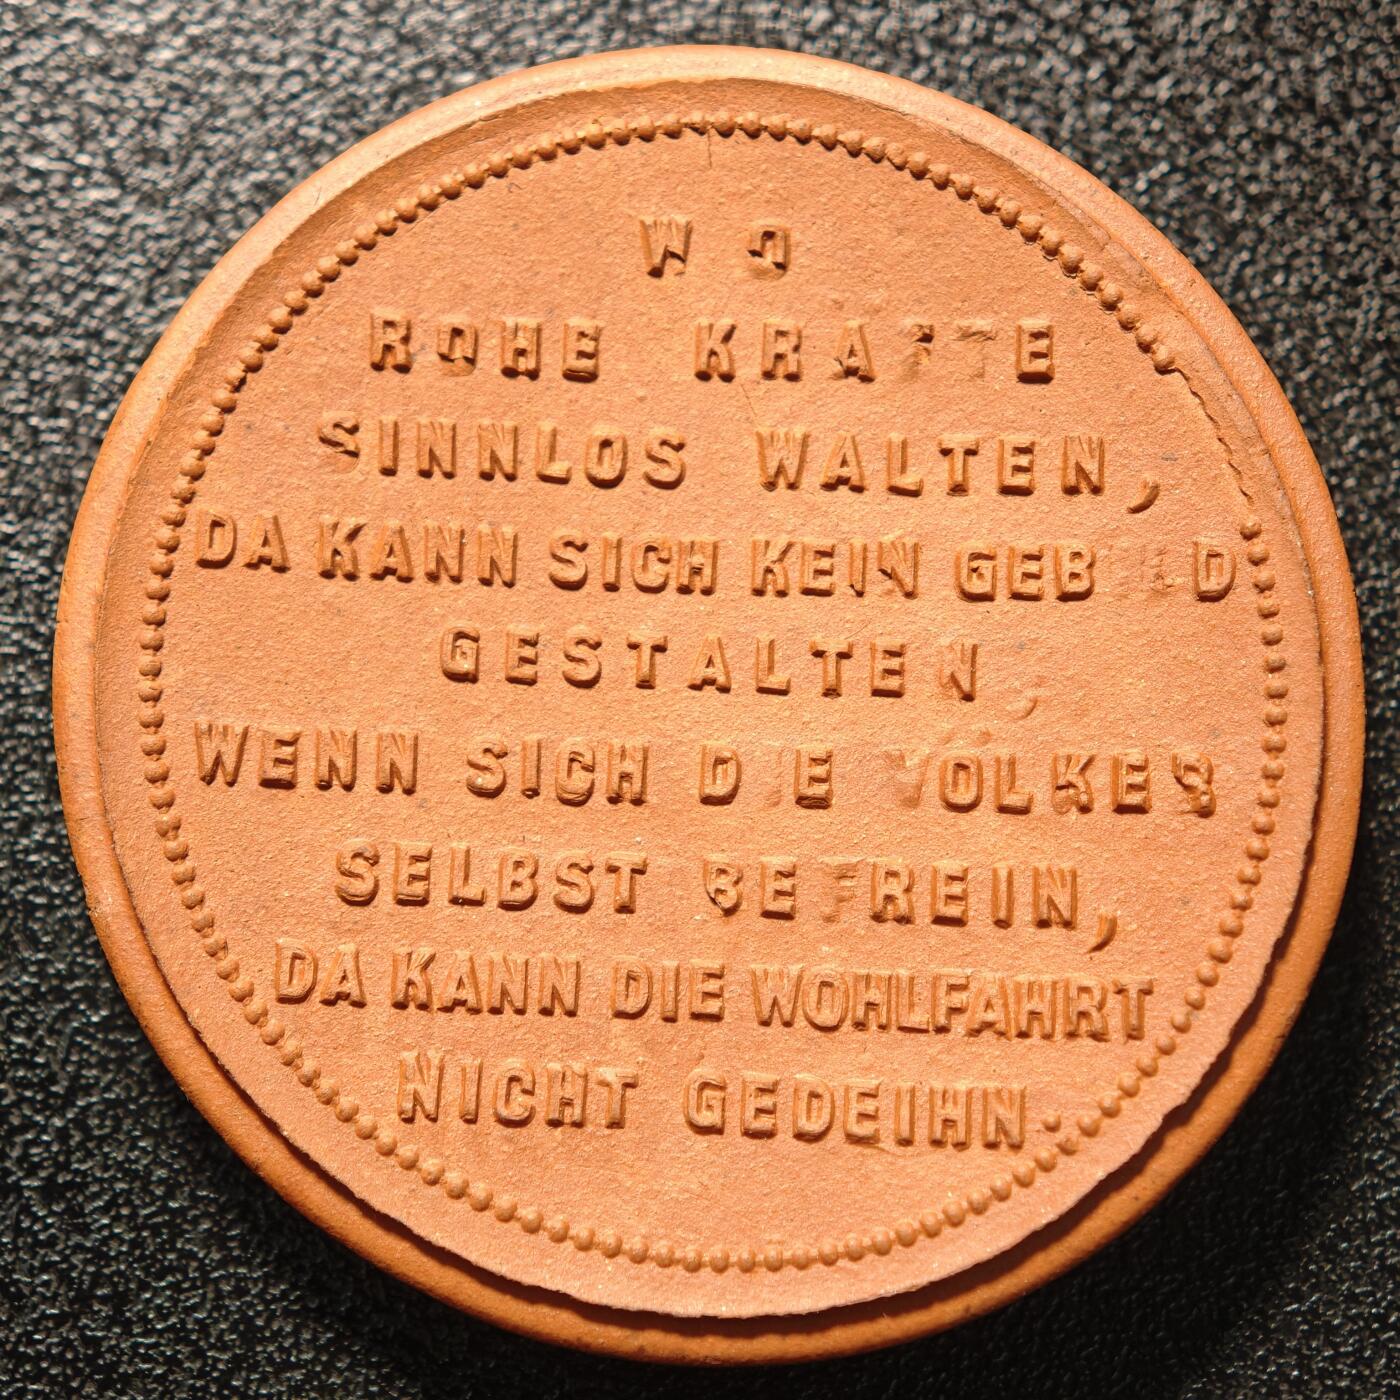 WO
ROHE KRAFTE
SINNLOS WALTEN,
DA KANN SICH KEIN GEBILD
GESTALTEN,
WENN SICH DIE VÖLKER
SELBST BEFREIN,
DA KANN DIE WOHLFAHRT
NICHT GEDEIHN.